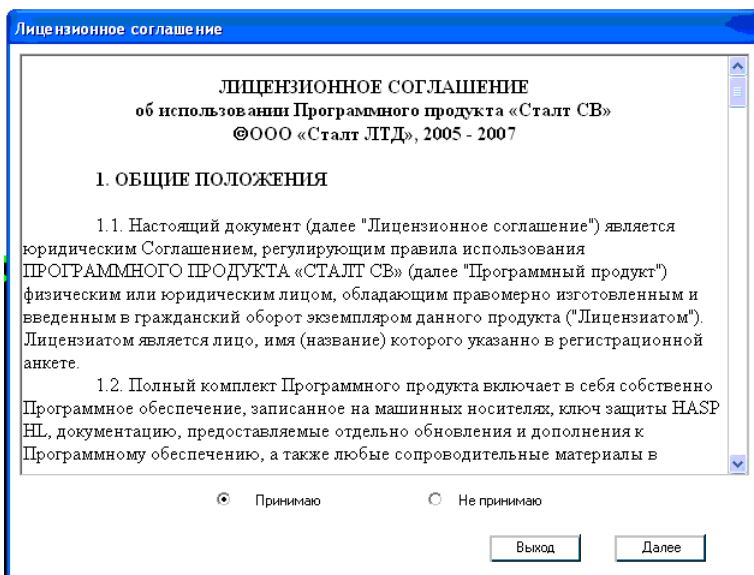 Лицензионное соглашение
ЛИЦЕНЗИОННОЕ СОГЛАШЕНИЕ
об использовании Программного продукта «Сталт СВ»
©ООО «Сталт ЛТД», 2005 - 2007
1. ОБЩИЕ ПОЛОЖЕНИЯ
1.1. Настоящий документ (далее "Лицензионное соглашение") является
юридическим Соглашением, регулирующим правила использования
ПРОГРАММНОГО ПРОДУКТА «СТАЛТ СВ» (далее "Программный продукт")
физическим или юридическим лицом, обладающим правомерно изготовленным и
введенным в гражданский оборот экземпляром данного продукта ("Лицензиатом").
Лицензиатом является лицо, имя (название) которого указанно в регистрационной
анкете.
1.2. Полный комплект Программного продукта включает в себя собственно
Программное обеспечение, записанное на машинных носителях, ключ защиты HASP
HL, документацию, предоставляемые отдельно обновления и дополнения к
Программному обеспечению, а также любые сопроводительные материалы в
Принимаю Не принимаю
Выход Далее